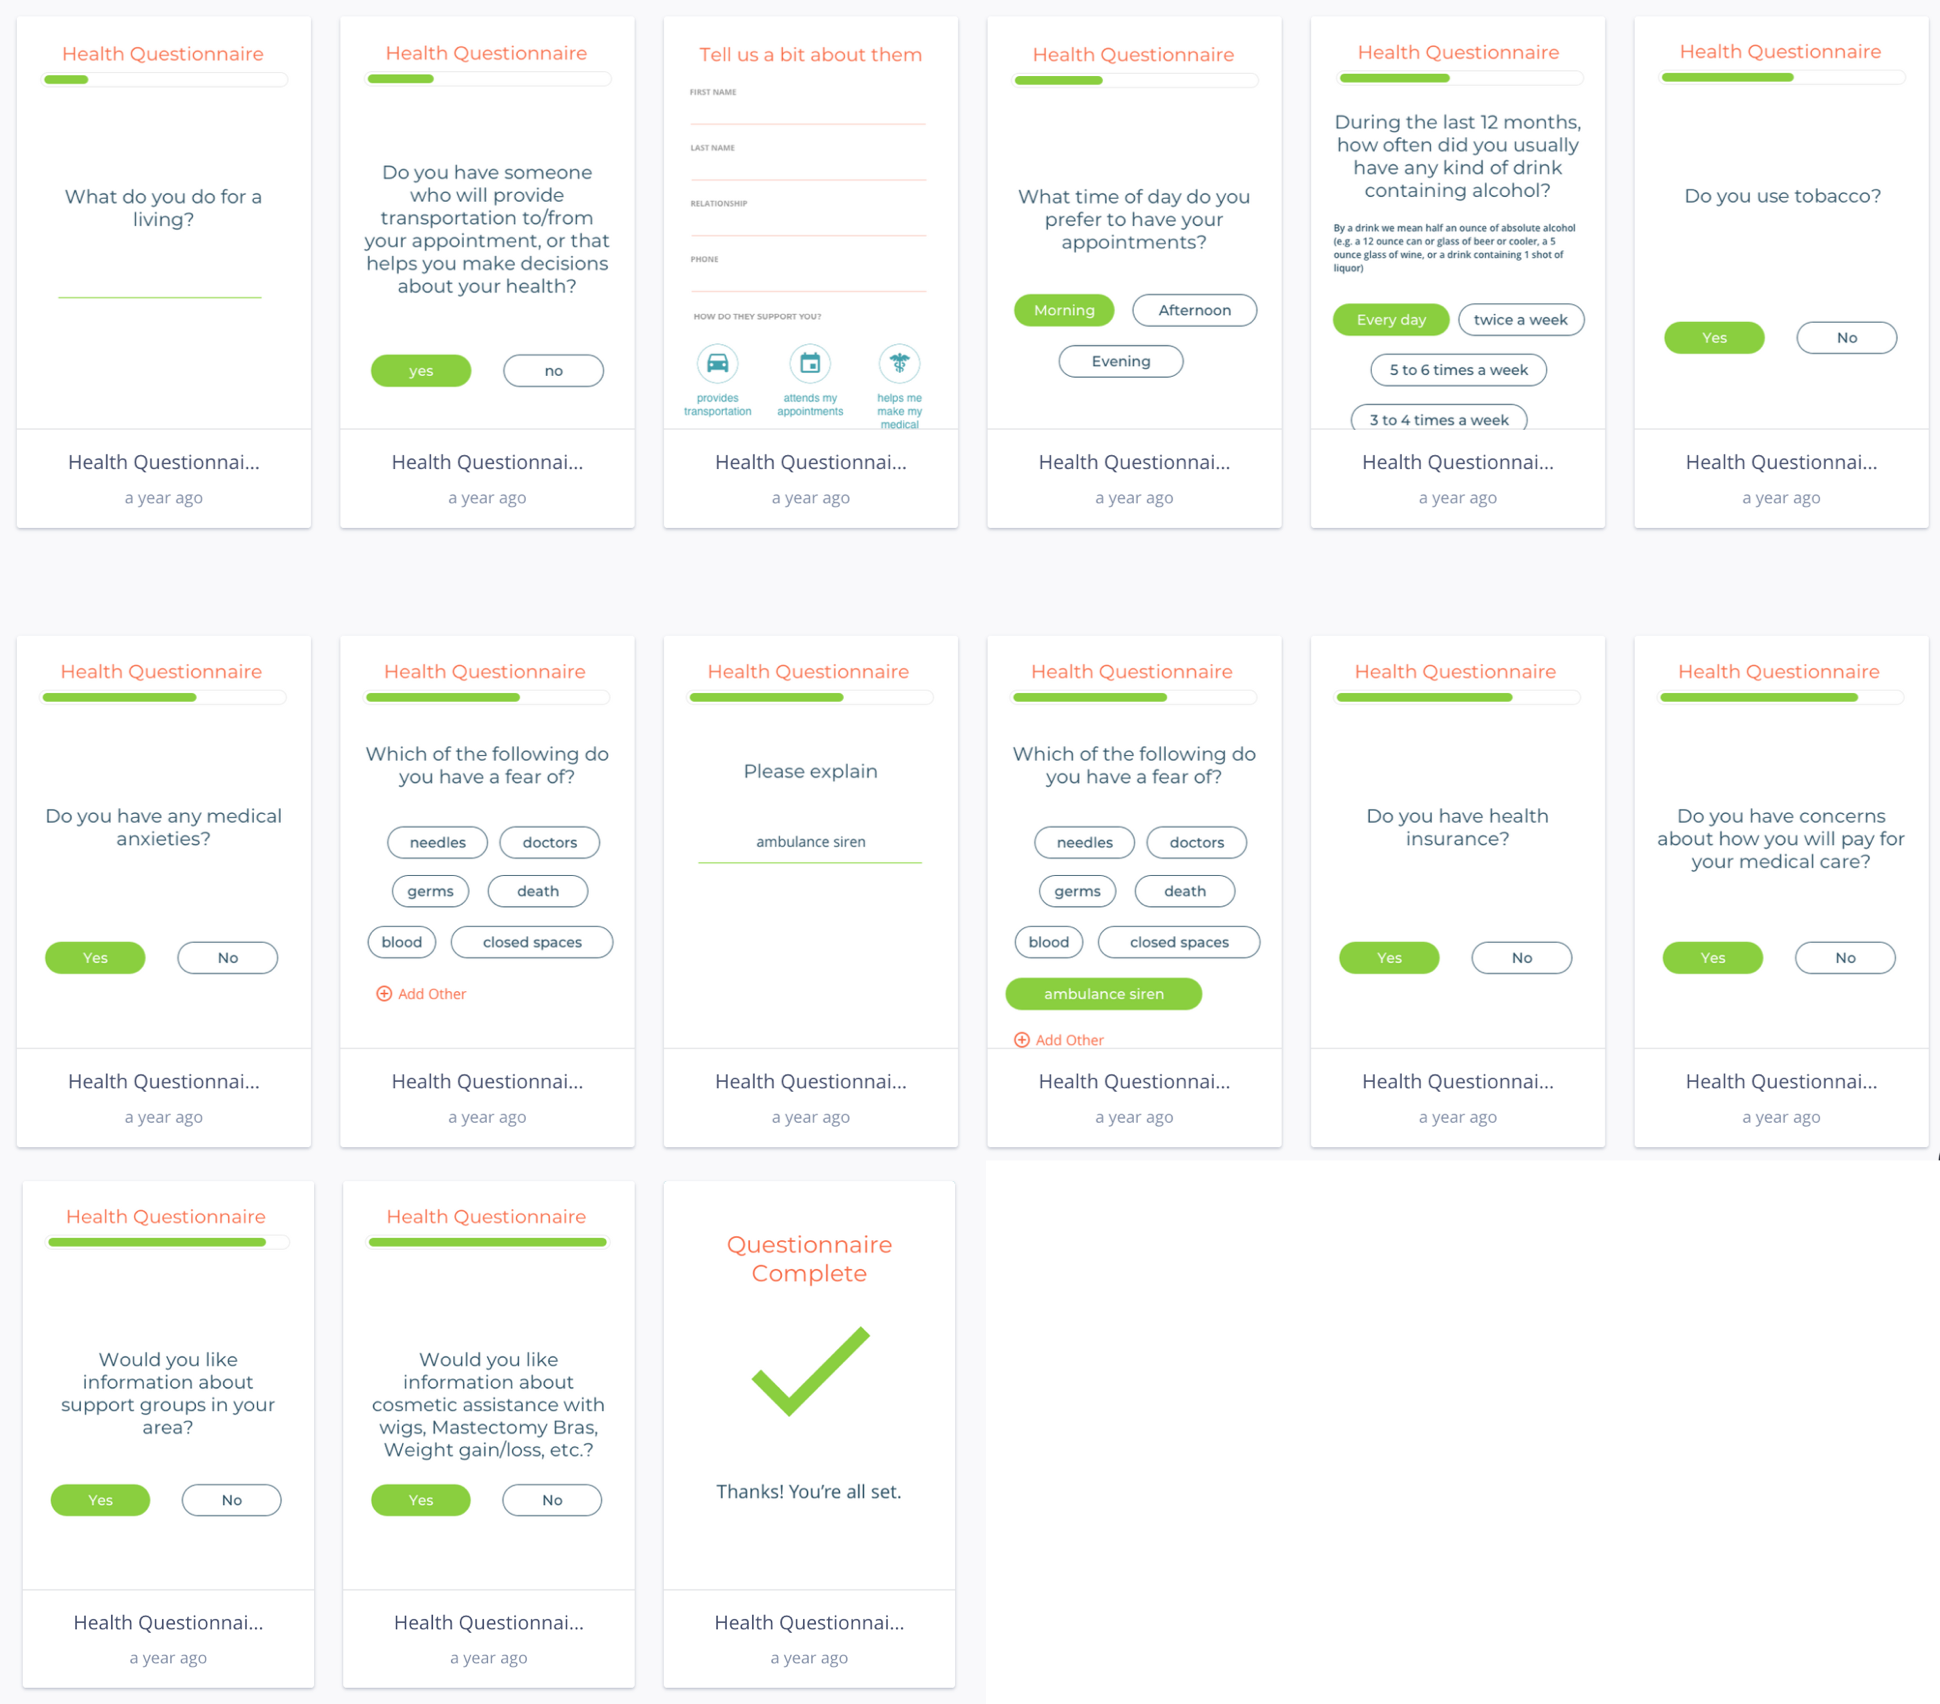 Health Questionnaire
What do you do for a
living?
Health Questionnai...
a year ago
Health Questionnaire
Do you have someone
who will provide
transportation to/from
your appointment, or that
helps you make decisions
about your health?
yes no
Health Questionnai...
a year ago
Tell us a bit about them
FIRST NAME
LAST NAME
RELATIONSHIP
PHONE
HOW DO THEY SUPPORT YOU?
provides
transportation
attends my
appointments
helps me
make my
medical
Health Questionnai...
a year ago
Health Questionnaire
What time of day do you
prefer to have your
appointments?
Morning Afternoon
Evening
Health Questionnai...
a year ago
Health Questionnaire
During the last 12 months,
how often did you usually
have any kind of drink
containing alcohol?
By a drink we mean half an ounce of absolute alcohol
(e.g. a 12 ounce can or glass of beer or cooler, a 5
ounce glass of wine, or a drink containing 1 shot of
liquor)
Every day twice a week
5 to 6 times a week
3 to 4 times a week
Health Questionnai...
a year ago
Health Questionnaire
Do you use tobacco?
Yes No
Health Questionnai...
a year ago
Health Questionnaire
Do you have any medical
anxieties?
Yes No
Health Questionnai...
a year ago
Health Questionnaire
Which of the following do
you have a fear of?
needles doctors
germs death
blood closed spaces
Add Other
Health Questionnai...
a year ago
Health Questionnaire
Please explain
ambulance siren
Health Questionnai...
a year ago
Health Questionnaire
Which of the following do
you have a fear of?
needles doctors
germs death
blood closed spaces
ambulance siren
Add Other
Health Questionnai...
a year ago
Health Questionnaire
Do you have health
insurance?
Yes No
Health Questionnai...
a year ago
Health Questionnaire
Do you have concerns
about how you will pay for
your medical care?
Yes No
Health Questionnai...
a year ago
Health Questionnaire
Would you like
information about
support groups in your
area?
Yes No
Health Questionnai...
a year ago
Health Questionnaire
Would you like
information about
cosmetic assistance with
wigs, Mastectomy Bras,
Weight gain/loss, etc.?
Yes No
Health Questionnai...
a year ago
Questionnaire
Complete
Thanks! You're all set.
Health Questionnai...
a year ago